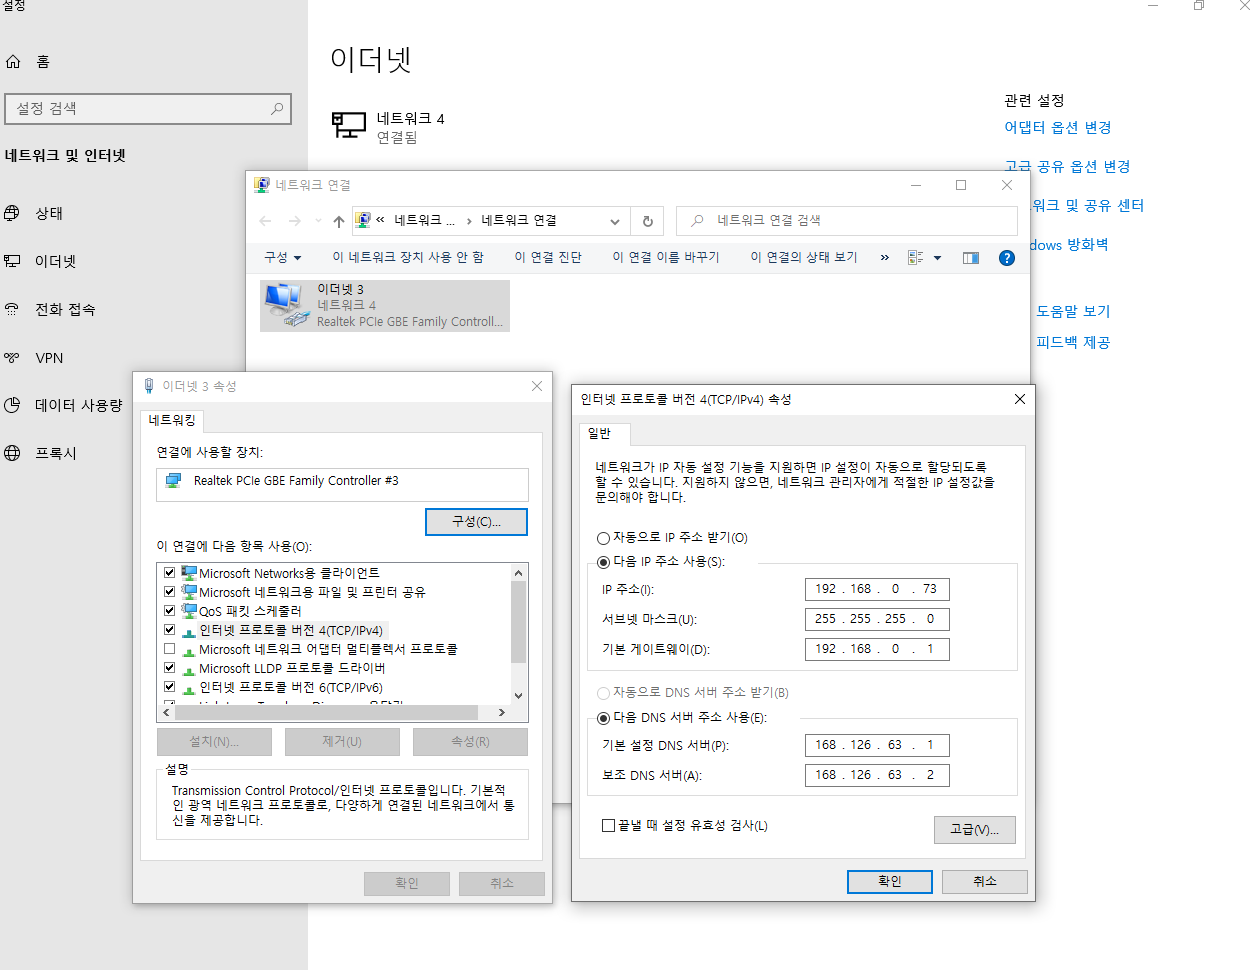 설정
홈
설정 검색
네트워크 및 인터넷
상태
이더넷
전화 접속
VPN
데이터 사용량
프록시
이더넷
네트워크 4
연결됨
관련 설정
어댑터 옵션 변경
고급 공유 옵션 변경
워크 및 공유 센터
dows 방화벽
도움말 보기
피드백 제공
네트워크 연결
« 네트워크 ... › 네트워크 연결
네트워크 연결 검색
구성 이 네트워크 장치 사용 안 함 이 연결 진단 이 연결 이름 바꾸기 이 연결의 상태 보기 »
이더넷 3
네트워크 4
Realtek PCIe GBE Family Controll...
이더넷 3 속성
네트워킹
연결에 사용할 장치:
Realtek PCIe GBE Family Controller #3
구성(C)...
이 연결에 다음 항목 사용(O):
Microsoft Networks용 클라이언트
Microsoft 네트워크용 파일 및 프린터 공유
QoS 패킷 스케줄러
인터넷 프로토콜 버전 4(TCP/IPv4)
Microsoft 네트워크 어댑터 멀티플렉서 프로토콜
Microsoft LLDP 프로토콜 드라이버
인터넷 프로토콜 버전 6(TCP/IPv6)
설치(N)... 제거(U) 속성(R)
설명
Transmission Control Protocol/인터넷 프로토콜입니다. 기본적
인 광역 네트워크 프로토콜로, 다양하게 연결된 네트워크에서 통
신을 제공합니다.
확인 취소
인터넷 프로토콜 버전 4(TCP/IPv4) 속성
일반
네트워크가 IP 자동 설정 기능을 지원하면 IP 설정이 자동으로 할당되도록
할 수 있습니다. 지원하지 않으면, 네트워크 관리자에게 적절한 IP 설정값을
문의해야 합니다.
자동으로 IP 주소 받기(O)
다음 IP 주소 사용(S):
IP 주소(I): 192 . 168 . 0 . 73
서브넷 마스크(U): 255 . 255 . 255 . 0
기본 게이트웨이(D): 192 . 168 . 0 . 1
자동으로 DNS 서버 주소 받기(B)
다음 DNS 서버 주소 사용(E):
기본 설정 DNS 서버(P): 168 . 126 . 63 . 1
보조 DNS 서버(A): 168 . 126 . 63 . 2
끝낼 때 설정 유효성 검사(L)
고급(V)...
확인 취소